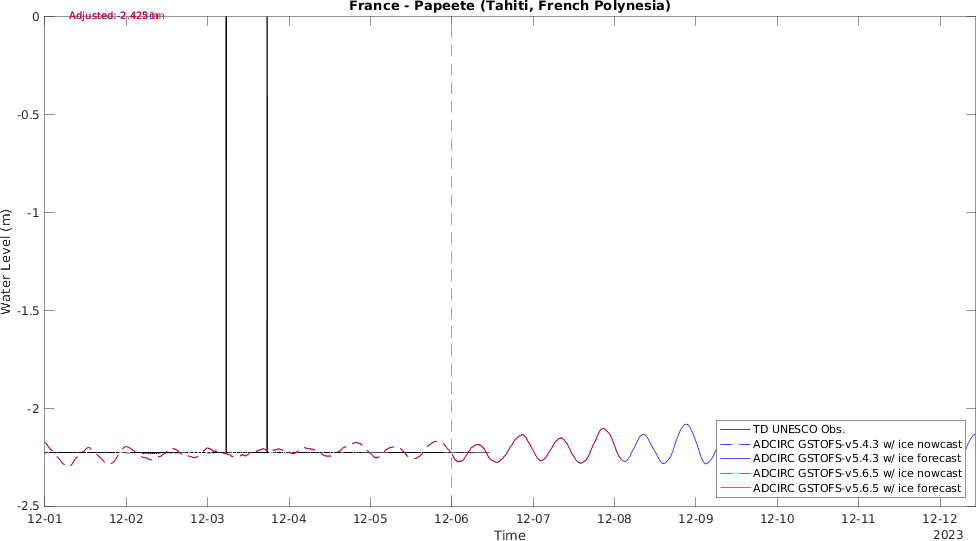 France - Papeete (Tahiti, French Polynesia)
Adjusted:
0
-0.5
-1
-1.5
-2
-2.5
Water Level (m)
TD UNESCO Obs.
ADCIRC GSTOFS-v5.4.3 w/ ice nowcast
ADCIRC GSTOFS-v5.4.3 w/ ice forecast
ADCIRC GSTOFS-v5.6.5 w/ ice nowcast
ADCIRC GSTOFS-v5.6.5 w/ ice forecast
12-01 12-02 12-03 12-04 12-05 12-06 12-07 12-08 12-09 12-10 12-11 12-12
Time
2023